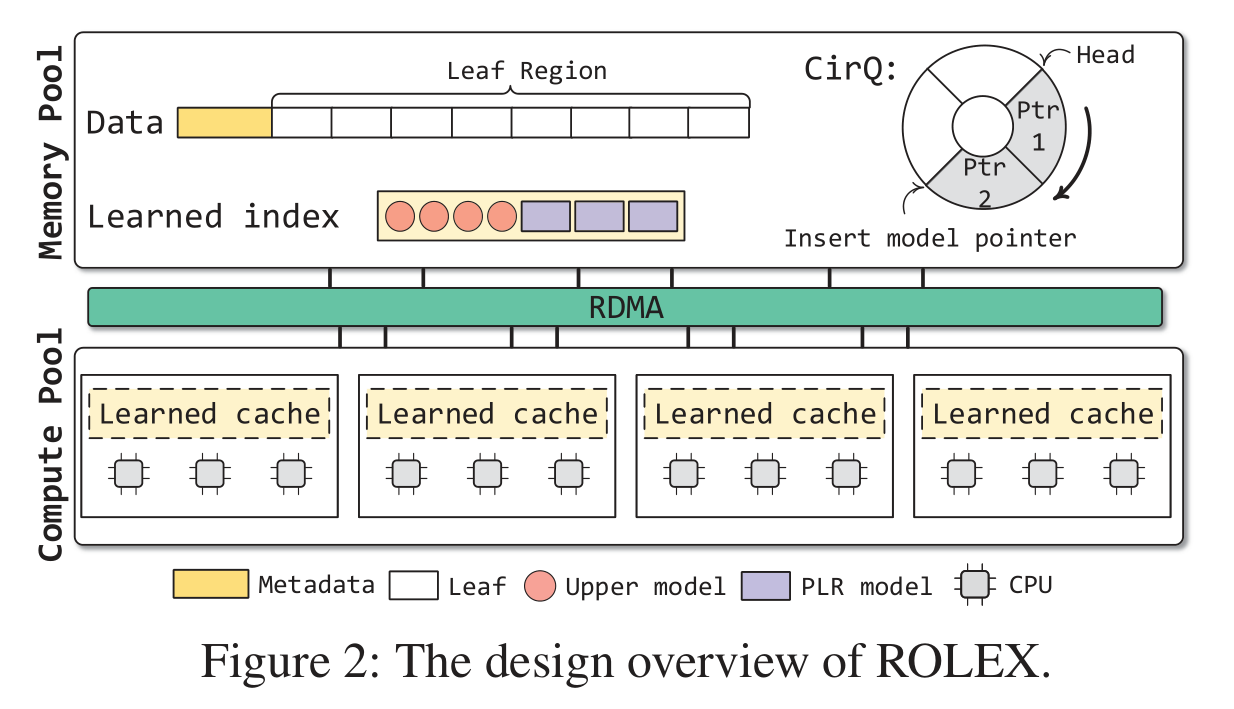 Memory Pool
Leaf Region
Data
CirQ:
Head
Ptr
1
Ptr
2
Learned index
Insert model pointer
RDMA
Compute Pool
Learned cache
Learned cache
Learned cache
Learned cache
Metadata
Leaf
Upper model
PLR model
CPU
Figure 2: The design overview of ROLEX.